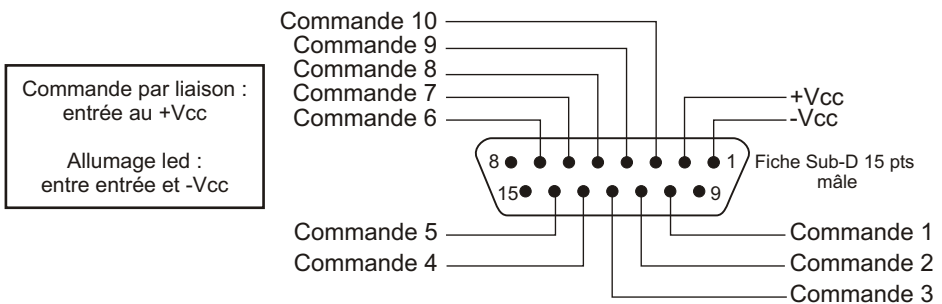 Commande 10
Commande 9
Commande 8
Commande 7
Commande 6
Commande par liaison :
entrée au +Vcc
Allumage led :
entre entrée et -Vcc
+Vcc
-Vcc
8
1
15
9
Fiche Sub-D 15 pts
mâle
Commande 5
Commande 4
Commande 1
Commande 2
Commande 3